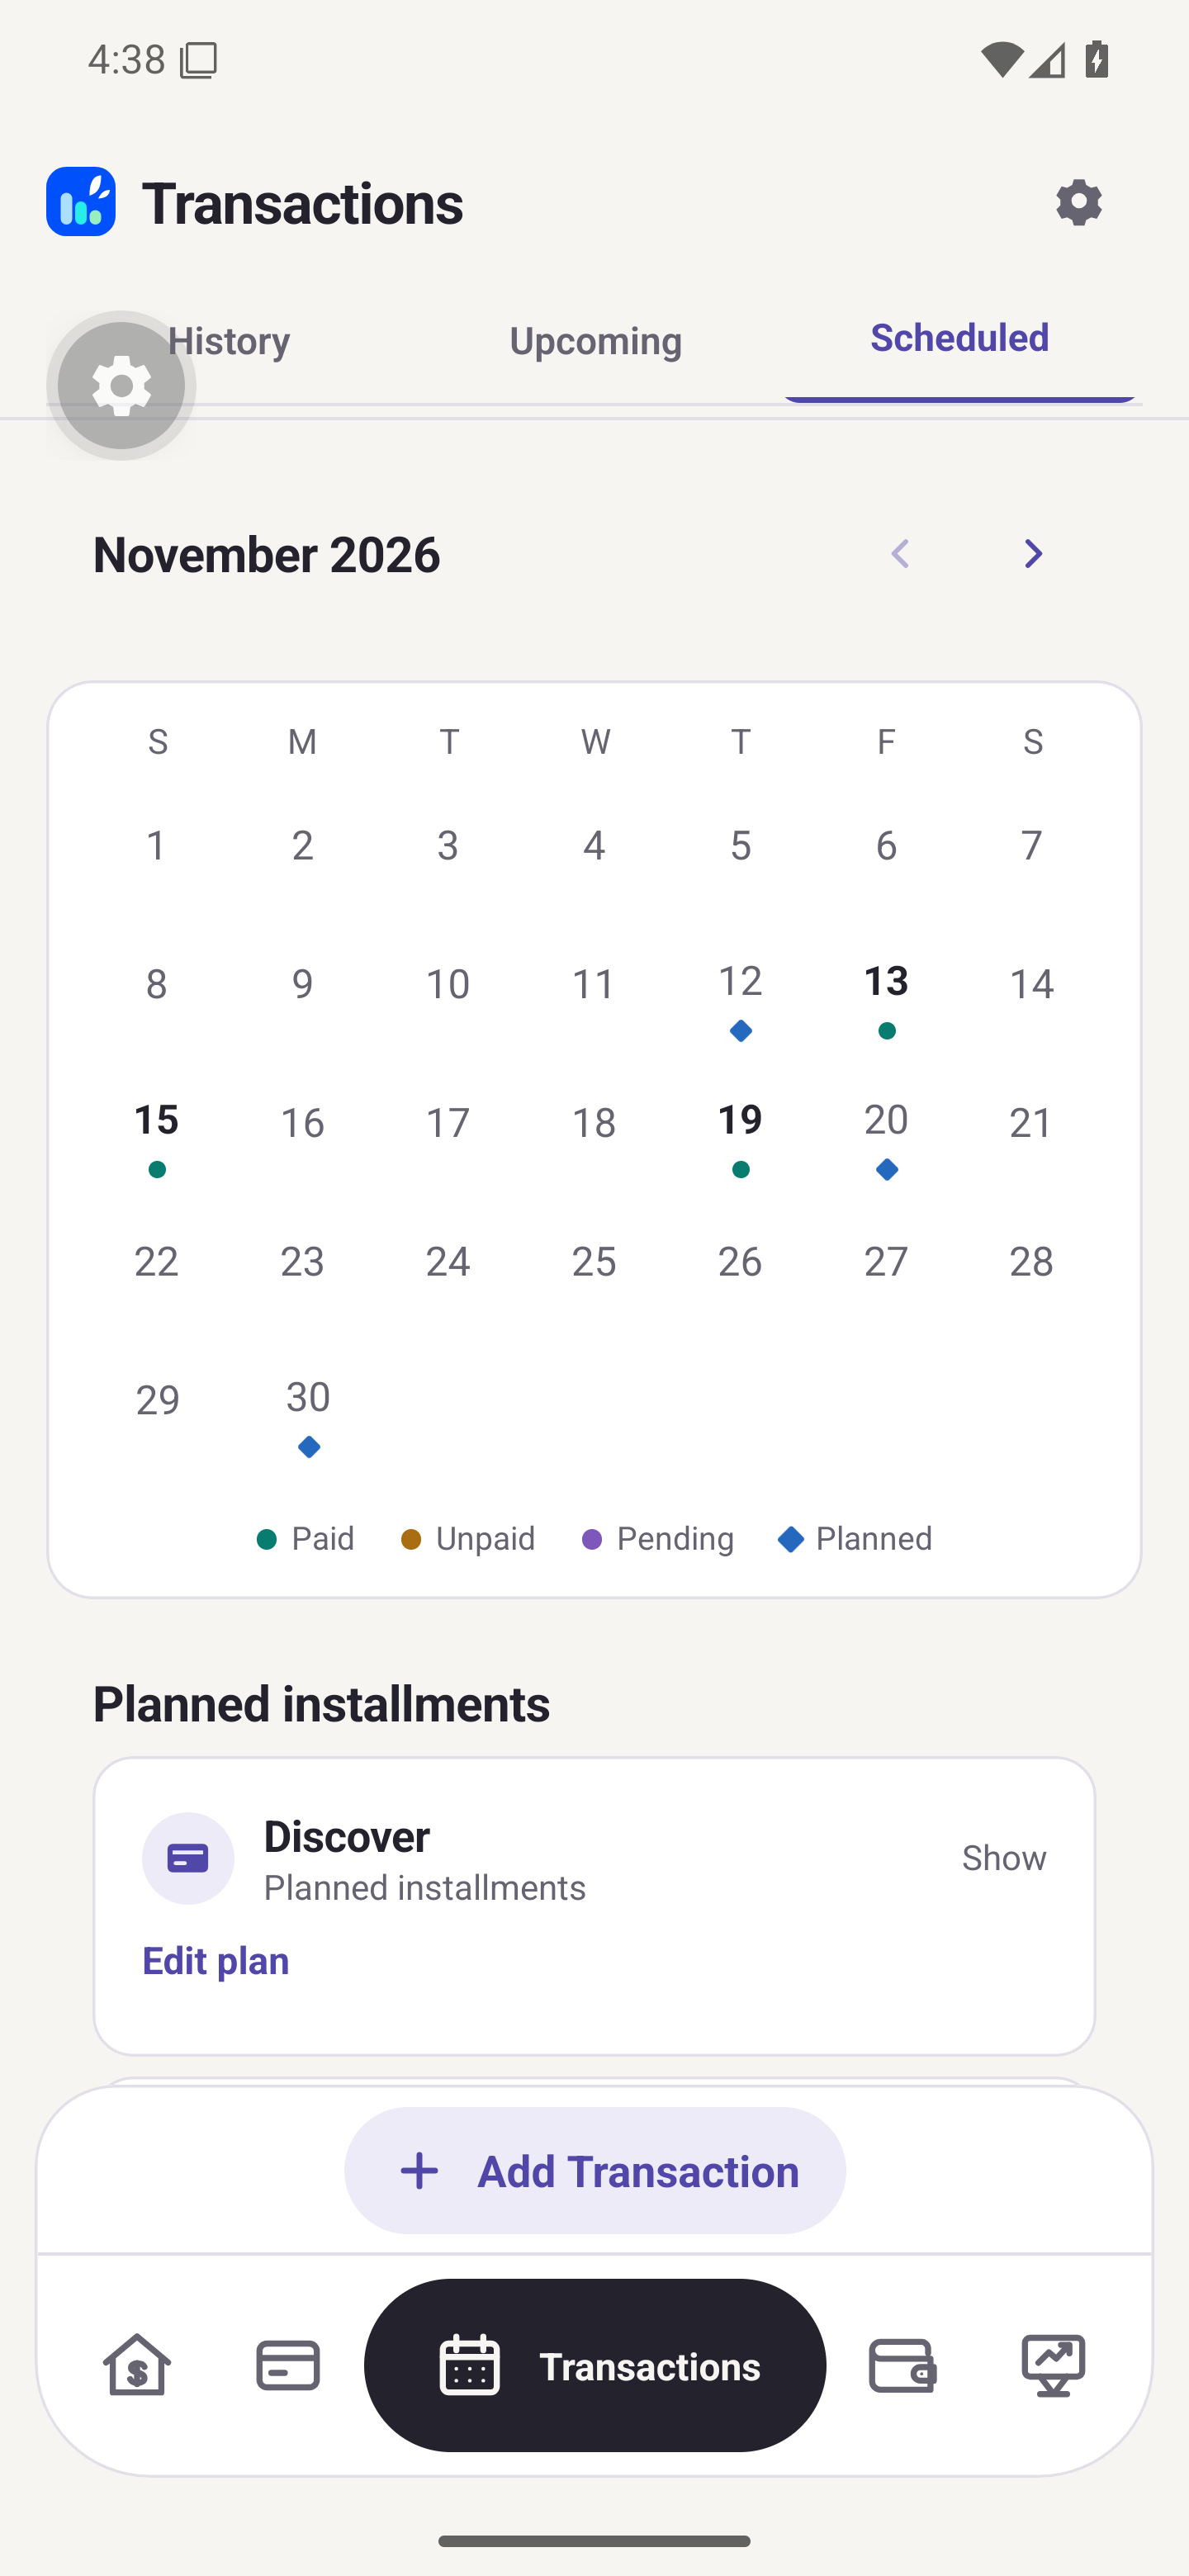 4:38
Transactions
History Upcoming Scheduled
November 2026
S M T W T F S
1 2 3 4 5 6 7
8 9 10 11 12 13 14
15 16 17 18 19 20 21
22 23 24 25 26 27 28
29 30
Paid Unpaid Pending Planned
Planned installments
Discover
Planned installments
Show
Edit plan
Add Transaction
Transactions